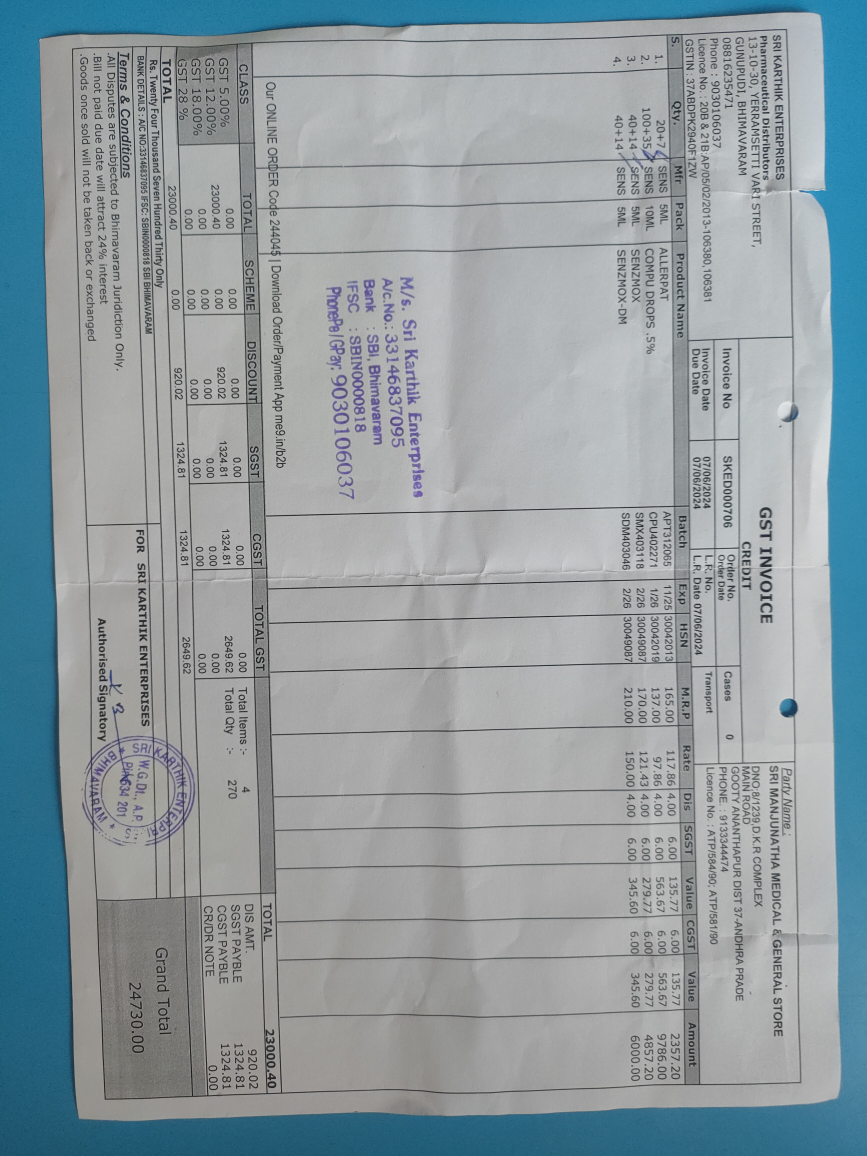 SRI KARTHIK ENTERPRISES
Pharmaceutical Distributors
13-10-30, YERRAMSETTI VARI STREET,
GUNUPUDI, BHIMAVARAM
08816235471
Phone : 9030106037
Licence No. : 20B & 21B AP/05/02/2013-106380,106381
GSTIN : 37ABDPK2940F1ZW
GST INVOICE
CREDIT
Invoice No SKED000706 Order No. Cases 0
Order Date
Invoice Date 07/06/2024 L.R. No. Transport
Due Date 07/06/2024 L.R. Date 07/06/2024
Party Name :
SRI MANJUNATHA MEDICAL & GENERAL STORE
DNO,8/1239,D.K.R COMPLEX
MAIN ROAD
GOOTY ANANTHAPUR DIST 37-ANDHRA PRADE
PHONE. : 9133344474
Licence No. : ATP/584/90; ATP/581/90
S. Qty. Mfr Pack Product Name Batch Exp HSN M.R.P Rate Dis SGST Value CGST Value Amount
1. 20+7 SENS 5ML ALLERPAT APT312065 11/25 30042013 165.00 117.86 4.00 6.00 135.77 6.00 135.77 2357.20
2. 100+35 SENS 10ML COMPU DROPS .5% CPU402271 1/26 30042019 137.00 97.86 4.00 6.00 563.67 6.00 563.67 9786.00
3. 40+14 SENS 5ML SENZMOX SMX403118 2/26 30049087 170.00 121.43 4.00 6.00 279.77 6.00 279.77 4857.20
4. 40+14 SENS 5ML SENZMOX-DM SDM403046 2/26 30049087 210.00 150.00 4.00 6.00 345.60 6.00 345.60 6000.00
M/s. Sri Karthik Enterprises
A/c.No.: 33146837095
Bank : SBI, Bhimavaram
IFSC : SBIN0000818
PhonePe/GPay: 9030106037
Our ONLINE ORDER Code 244045 | Download Order/Payment App me9.in/b2b
CLASS TOTAL SCHEME DISCOUNT SGST CGST TOTAL GST
GST 5.00% 0.00 0.00 0.00 0.00 0.00 0.00
GST 12.00% 23000.40 0.00 920.02 1324.81 1324.81 2649.62
GST 18.00% 0.00 0.00 0.00 0.00 0.00 0.00
GST 28 % 0.00 0.00 0.00 0.00 0.00 0.00
TOTAL 23000.40 0.00 920.02 1324.81 1324.81 2649.62
Total Items :- 4
Total Qty :- 270
TOTAL 23000.40
DIS AMT. 920.02
SGST PAYBLE 1324.81
CGST PAYBLE 1324.81
CR/DR NOTE 0.00
Rs. Twenty Four Thousand Seven Hundred Thirty Only
BANK DETAILS : A/C NO:33146837095 IFSC: SBIN0000818 SBI BHIMAVARAM
Terms & Conditions
.All Disputes are subjected to Bhimavaram Juridiction Only.
.Bill not paid due date will attract 24% interest
.Goods once sold will not be taken back or exchanged
FOR SRI KARTHIK ENTERPRISES
Authorised Signatory
SRI KARTHIK ENTERPRISES
W.G.Dt., A.P.
534 201
BHIMAVARAM
Grand Total
24730.00